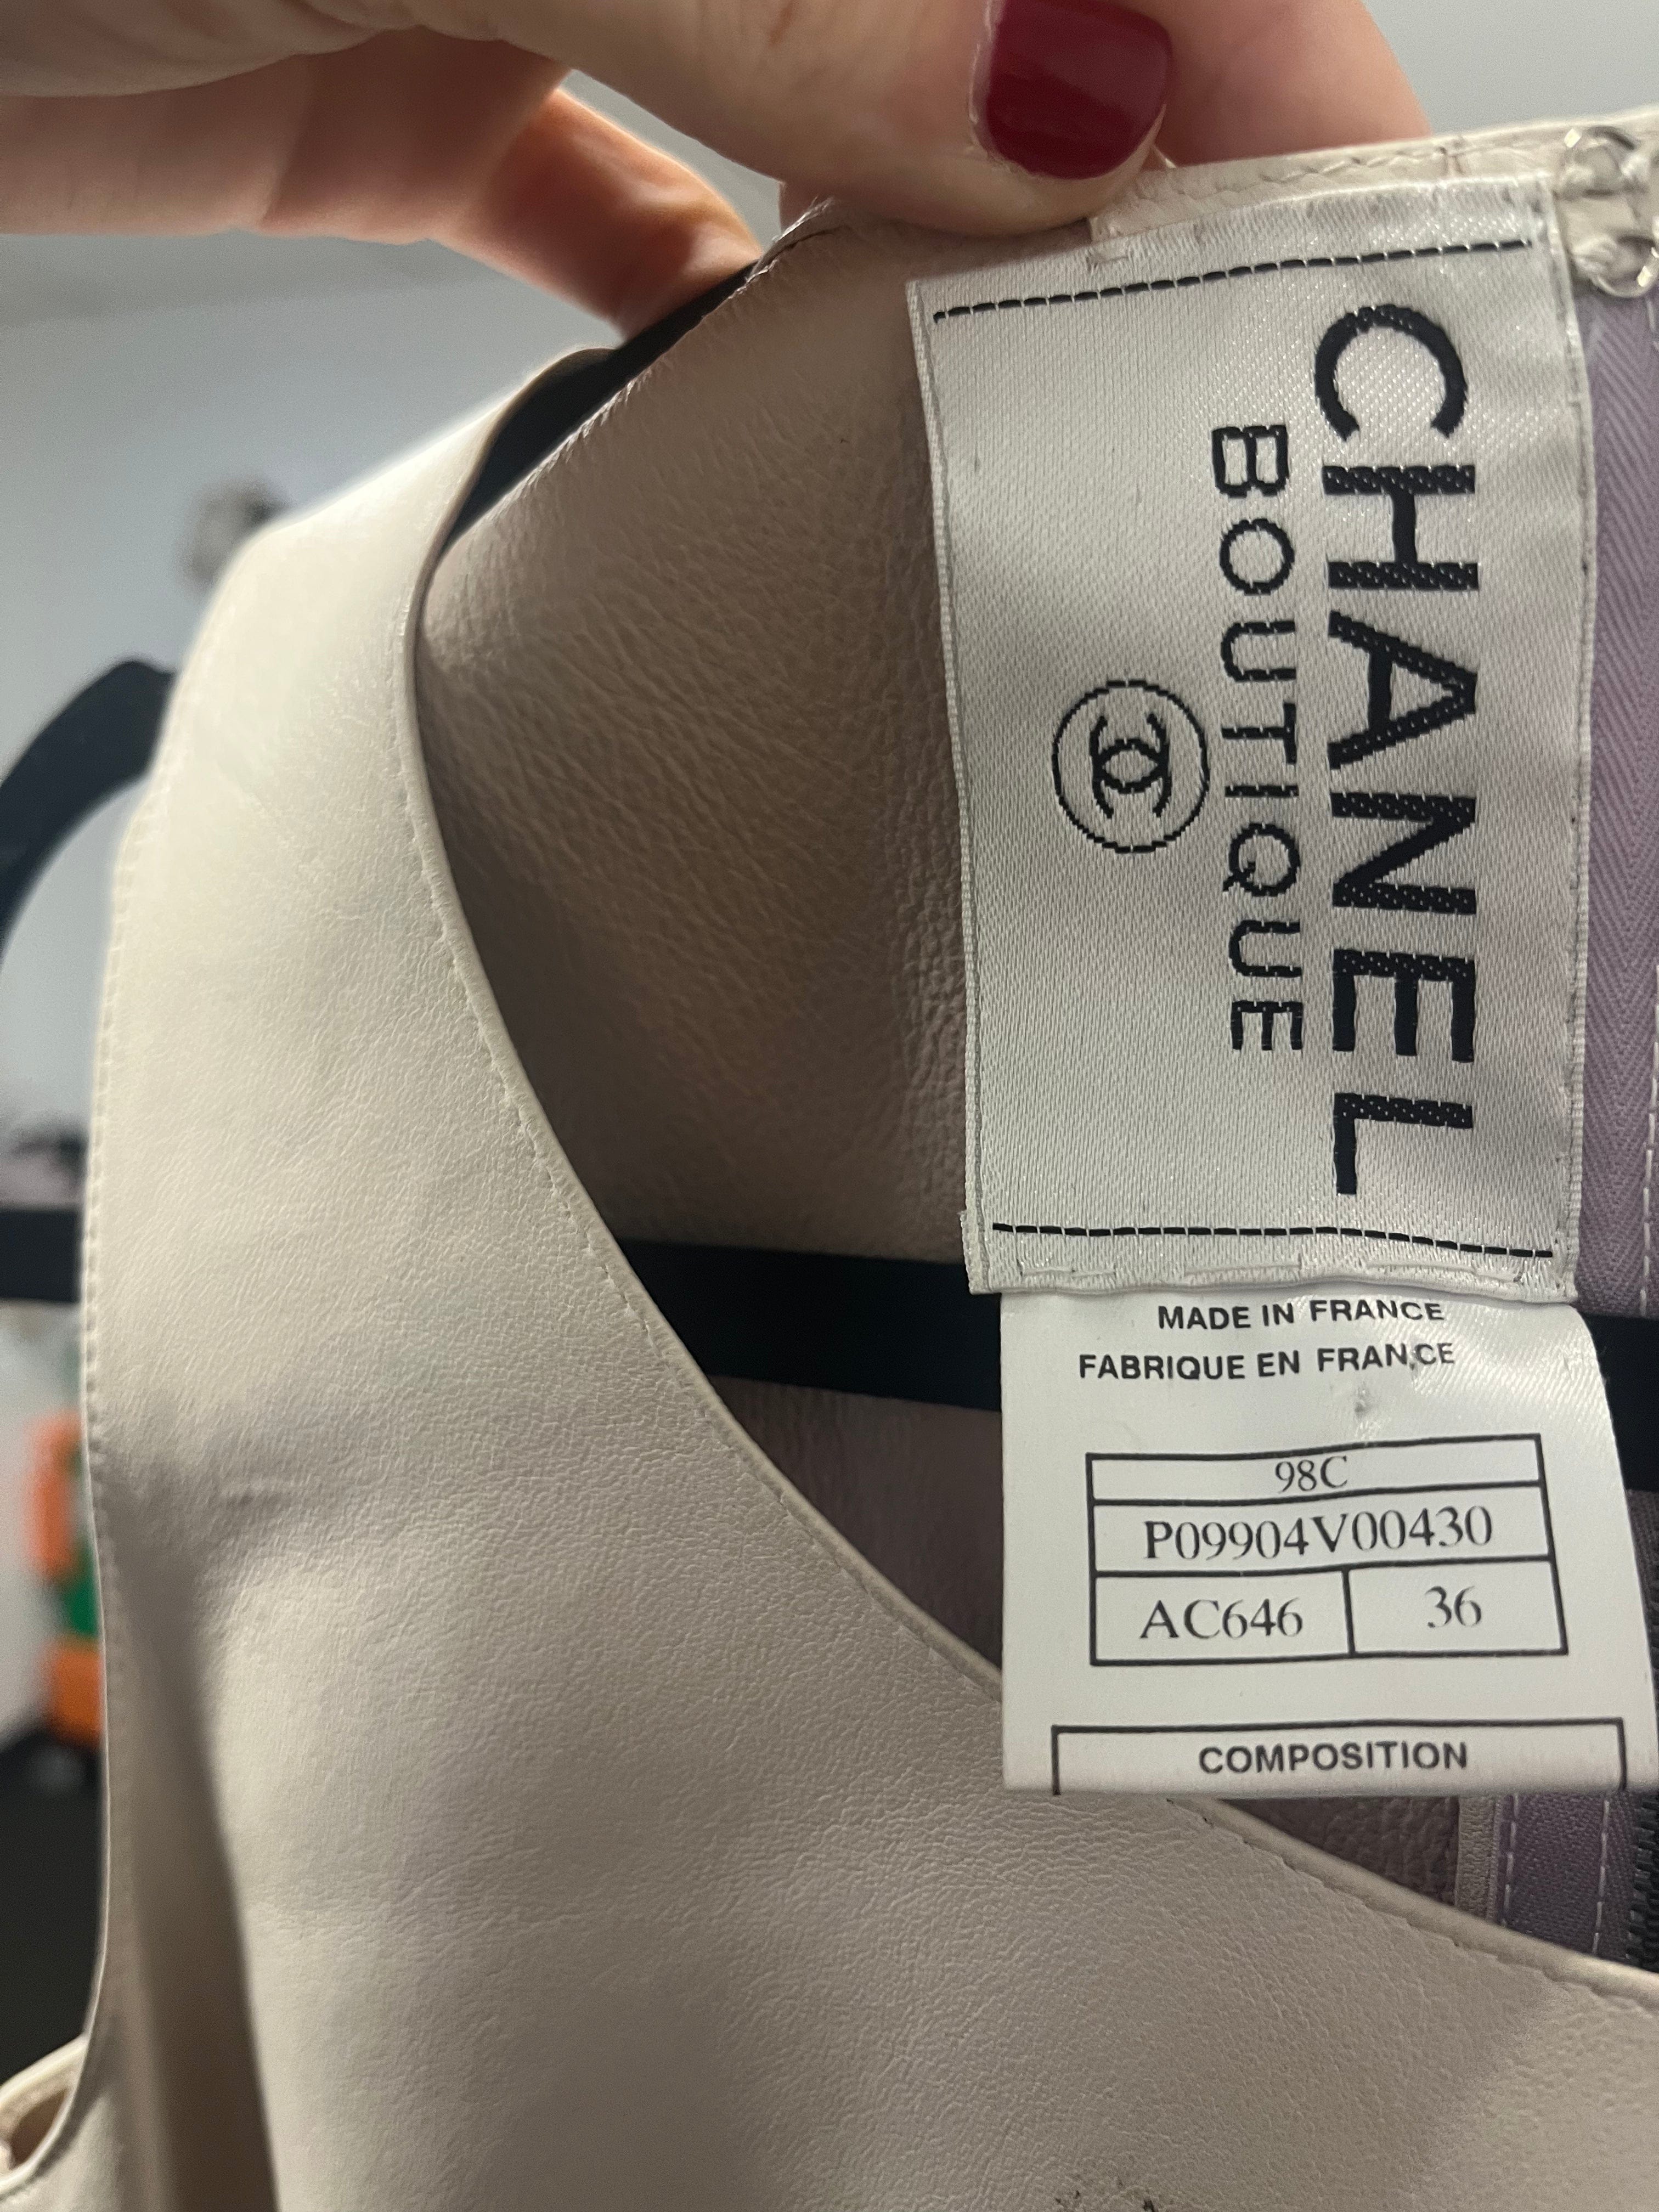 CHANEL
BOUTIQUE
MADE IN FRANCE
FABRIQUE EN FRANCE
98C
P09904V00430
AC646 36
COMPOSITION